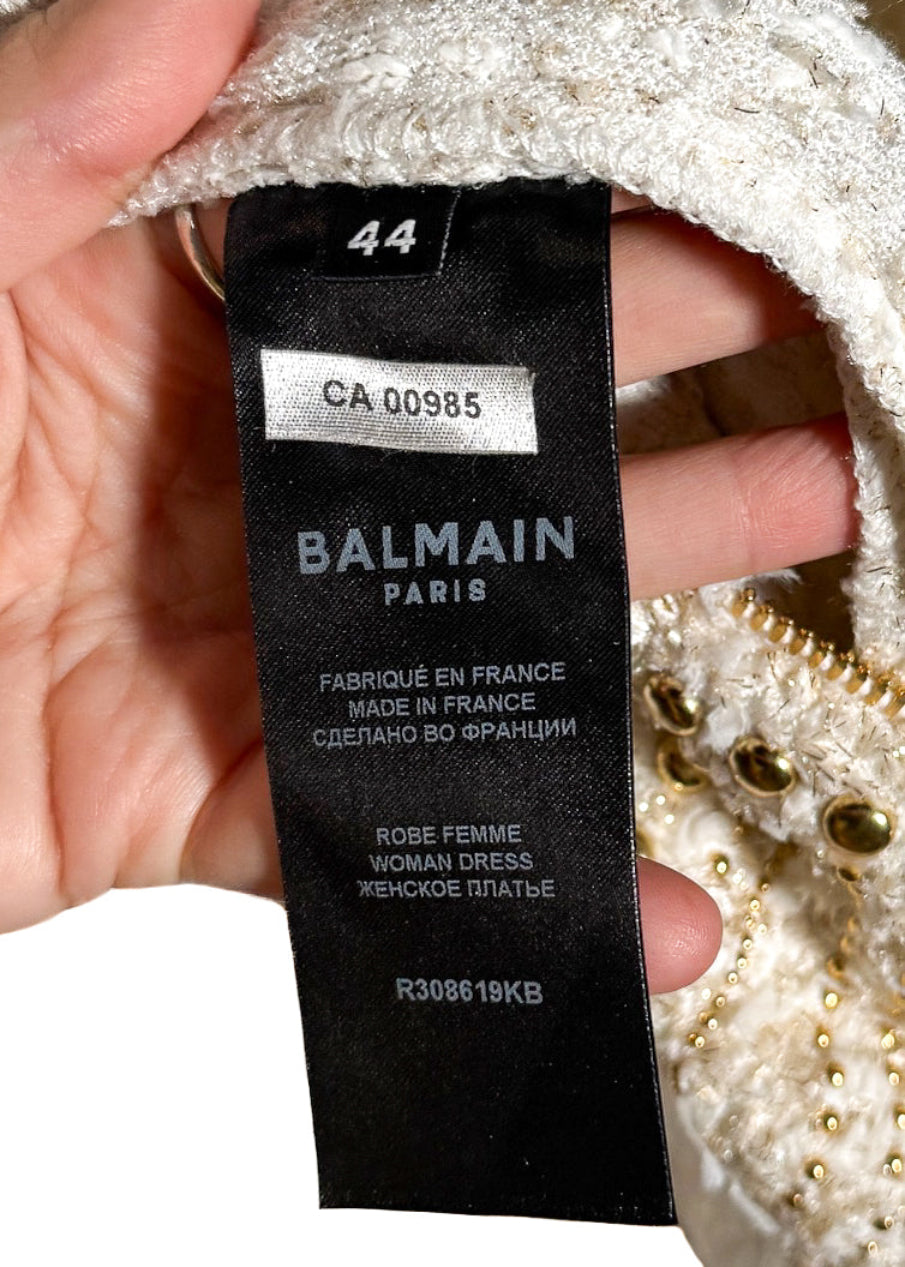 44
CA 00985
BALMAIN
PARIS
FABRIQUÉ EN FRANCE
MADE IN FRANCE
СДЕЛАНО ВО ФРАНЦИИ
ROBE FEMME
WOMAN DRESS
ЖЕНСКОЕ ПЛАТЬЕ
R308619KB